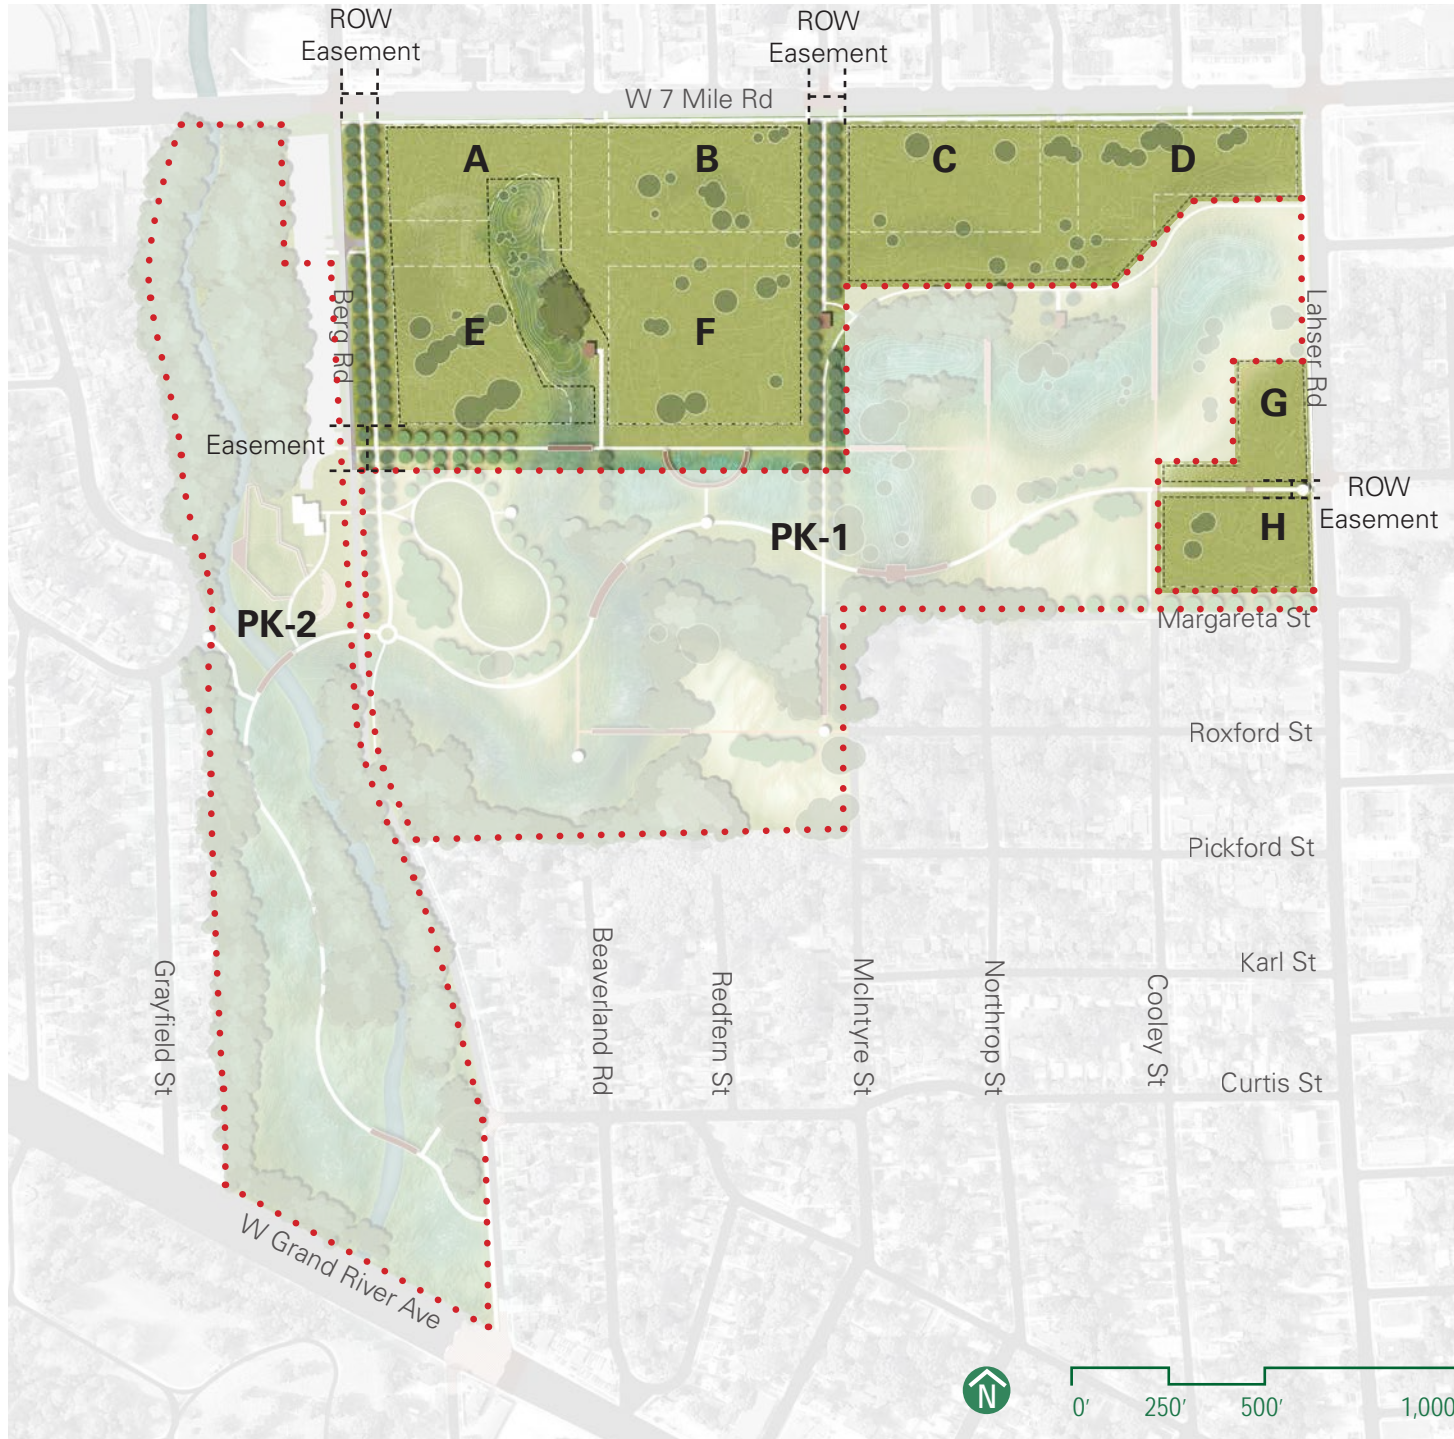 ROW
Easement
ROW
Easement
W 7 Mile Rd
A
B
C
D
Berg Rd
E
F
Lahser Rd
G
Easement
ROW
Easement
H
PK-1
PK-2
Margareta St
Roxford St
Pickford St
Grayfield St
Beaverland Rd
Redfern St
McIntyre St
Northrop St
Cooley St
Karl St
Curtis St
W Grand River Ave
N
0' 250' 500' 1,000